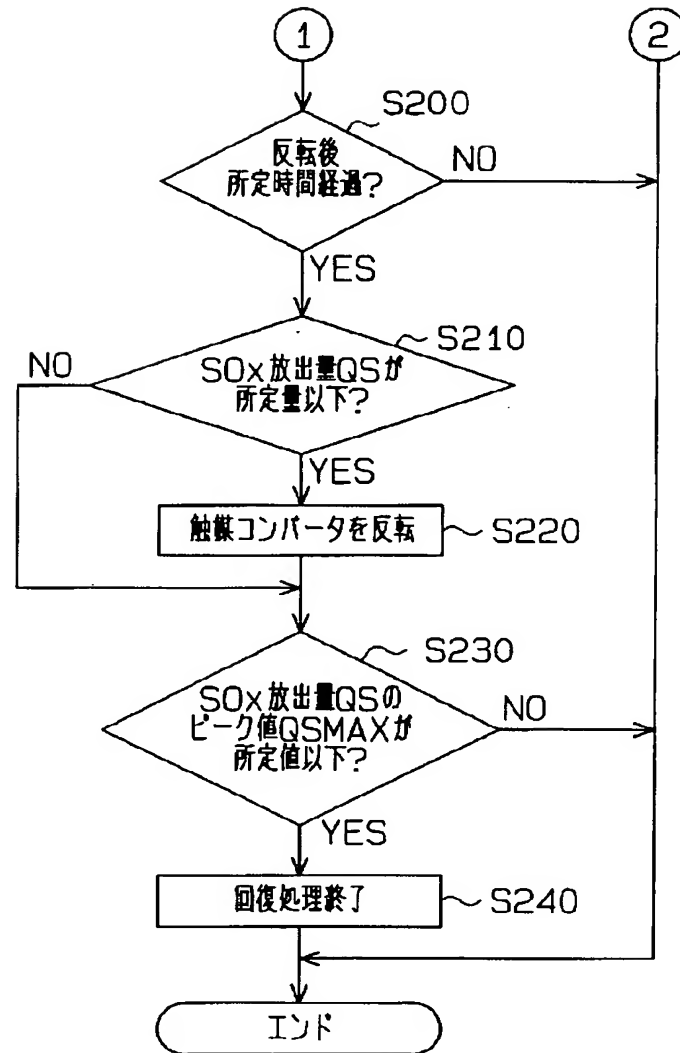 1
2
S200
反転後
所定時間経過?
NO
YES
S210
NO
SOx放出量QSが
所定量以下?
YES
触媒コンバータを反転
S220
S230
SOx放出量QSの
ピーク値QSMAXが
所定値以下?
NO
YES
回復処理終了
S240
エンド